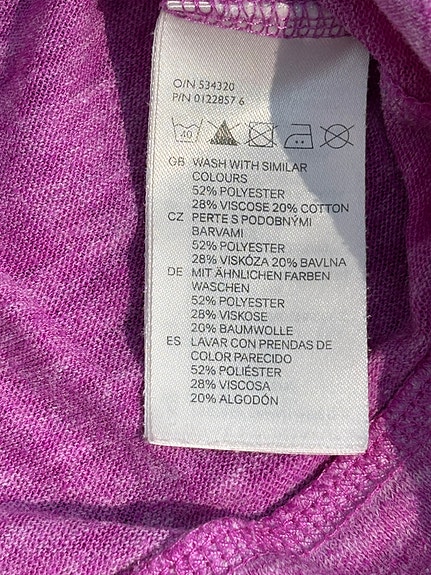 O/N 534320
P/N 0122857 6
40
GB WASH WITH SIMILAR
COLOURS
52% POLYESTER
28% VISCOSE 20% COTTON
CZ PERTE S PODOBNÝMI
BARVAMI
52% POLYESTER
28% VISKÓZA 20% BAVLNA
DE MIT ÄHNLICHEN FARBEN
WASCHEN
52% POLYESTER
28% VISKOSE
20% BAUMWOLLE
ES LAVAR CON PRENDAS DE
COLOR PARECIDO
52% POLIÉSTER
28% VISCOSA
20% ALGODÓN